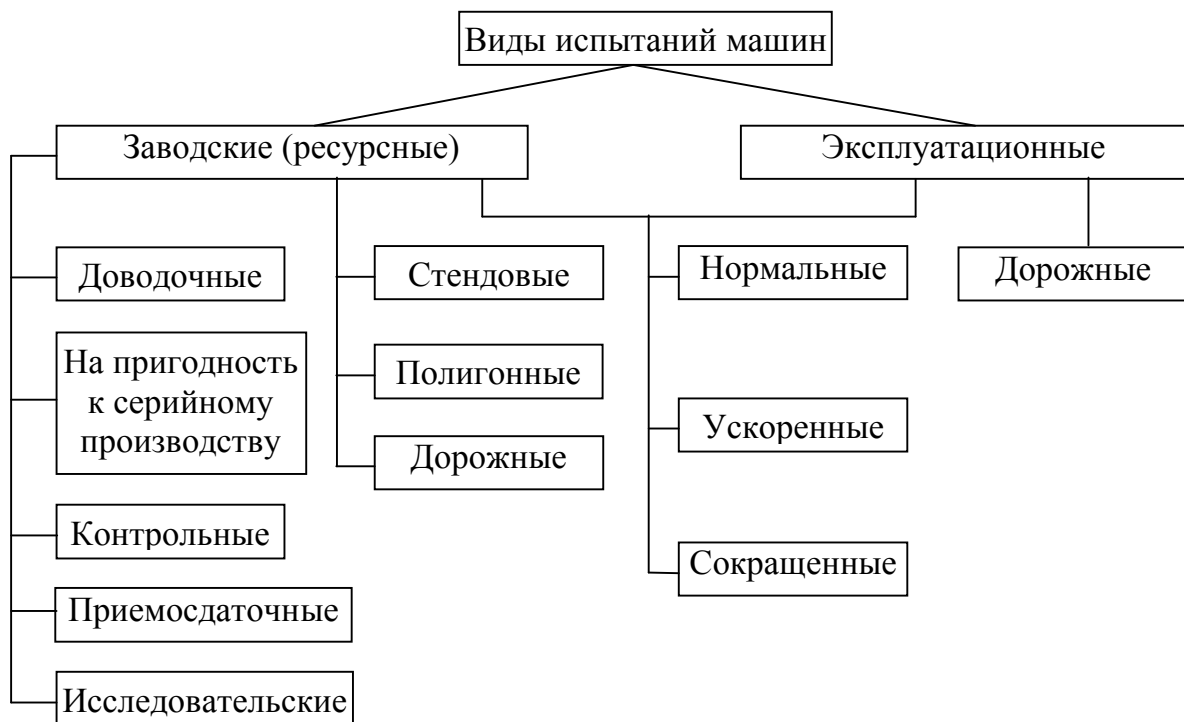 Виды испытаний машин
Заводские (ресурсные)
Эксплуатационные
Доводочные
Стендовые
Нормальные
Дорожные
На пригодность
к серийному
производству
Полигонные
Ускоренные
Дорожные
Контрольные
Сокращенные
Приемосдаточные
Исследовательские